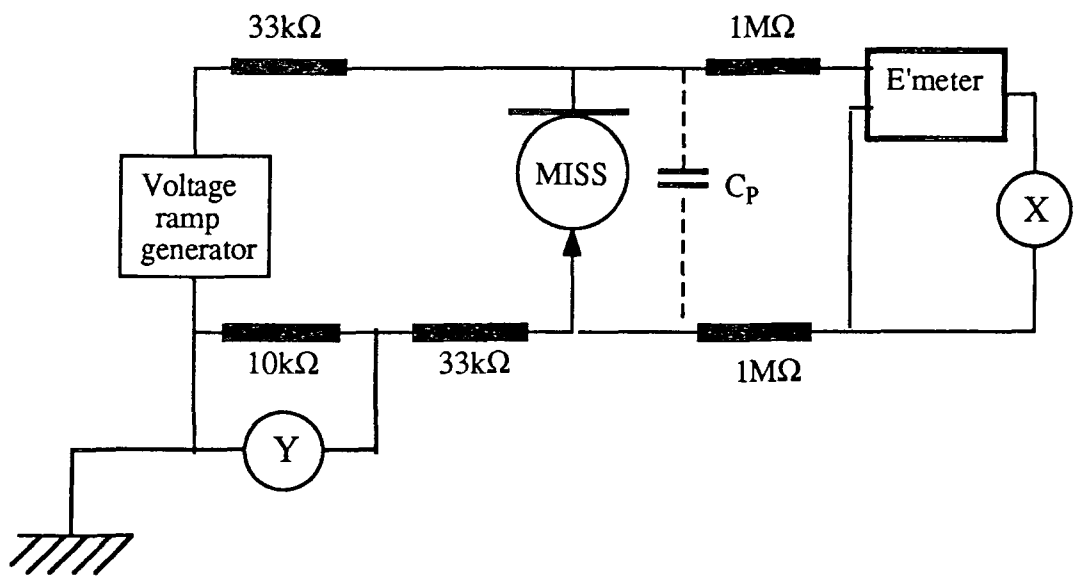 33kΩ
1MΩ
E'meter
Voltage
ramp
generator
MISS
C_P
X
10kΩ
33kΩ
1MΩ
Y